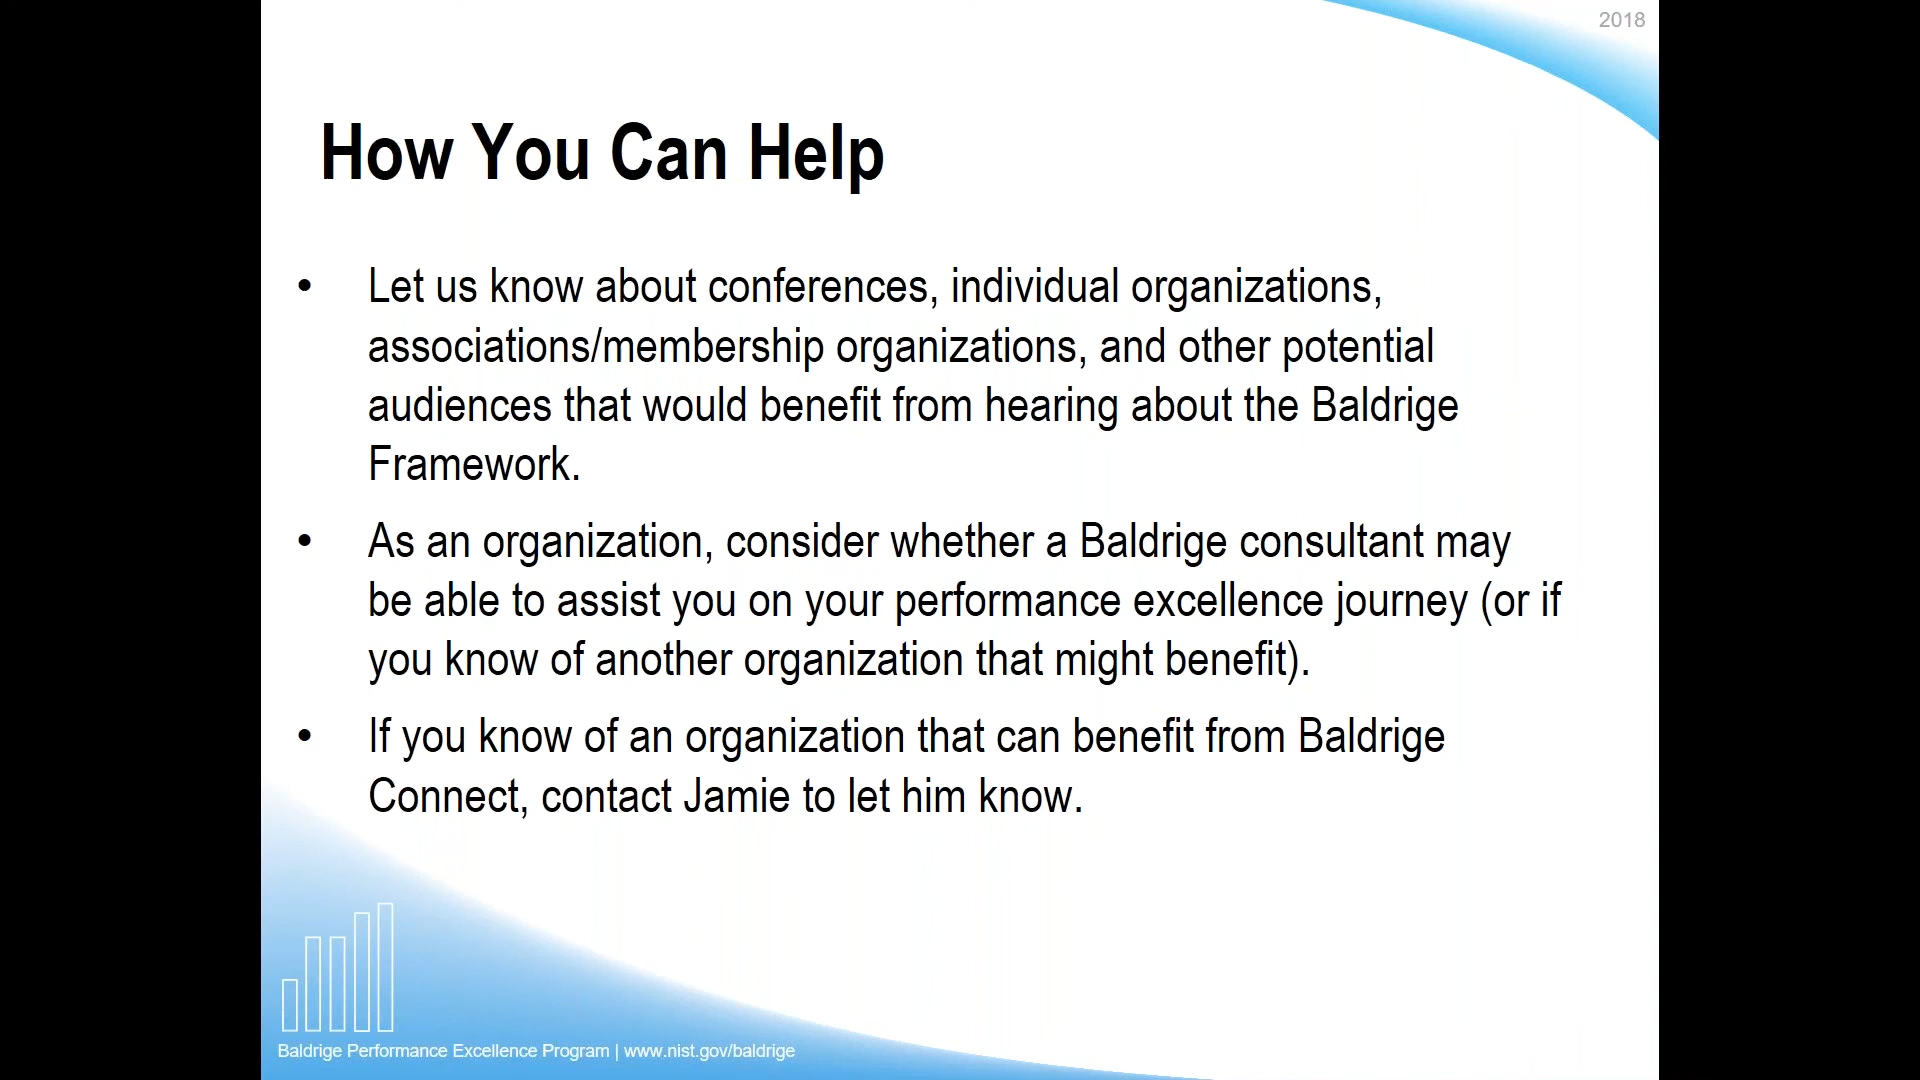 2018
How You Can Help
• Let us know about conferences, individual organizations,
associations/membership organizations, and other potential
audiences that would benefit from hearing about the Baldrige
Framework.
• As an organization, consider whether a Baldrige consultant may
be able to assist you on your performance excellence journey (or if
you know of another organization that might benefit).
• If you know of an organization that can benefit from Baldrige
Connect, contact Jamie to let him know.
Baldrige Performance Excellence Program | www.nist.gov/baldrige